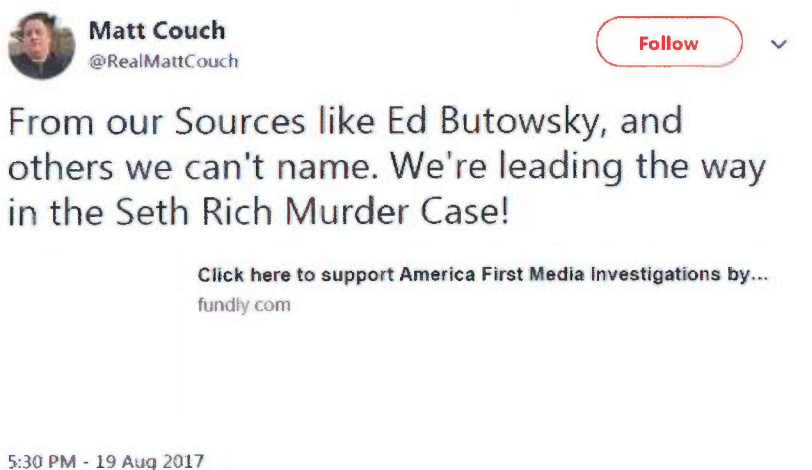 Matt Couch
@RealMattCouch
Follow
From our Sources like Ed Butowsky, and
others we can't name. We're leading the way
in the Seth Rich Murder Case!
Click here to support America First Media Investigations by...
fundly.com
5:30 PM - 19 Aug 2017